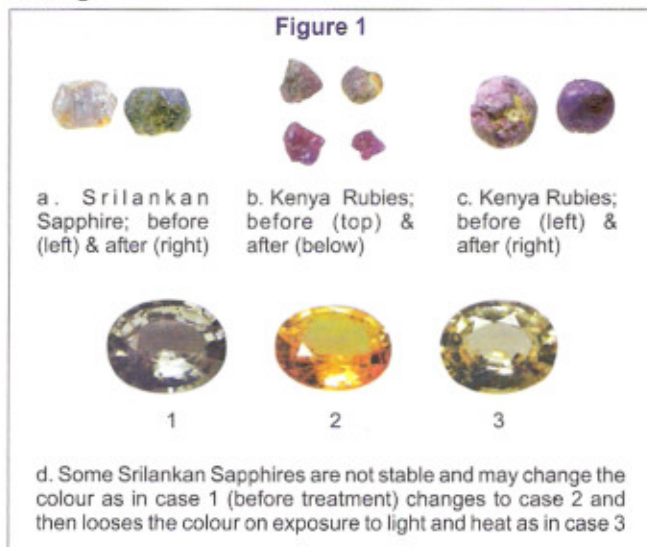 Figure 1
a. Srilankan
Sapphire; before
(left) & after (right)
b. Kenya Rubies;
before (top) &
after (below)
c. Kenya Rubies;
before (left) &
after (right)
1
2
3
d. Some Srilankan Sapphires are not stable and may change the
colour as in case 1 (before treatment) changes to case 2 and
then looses the colour on exposure to light and heat as in case 3